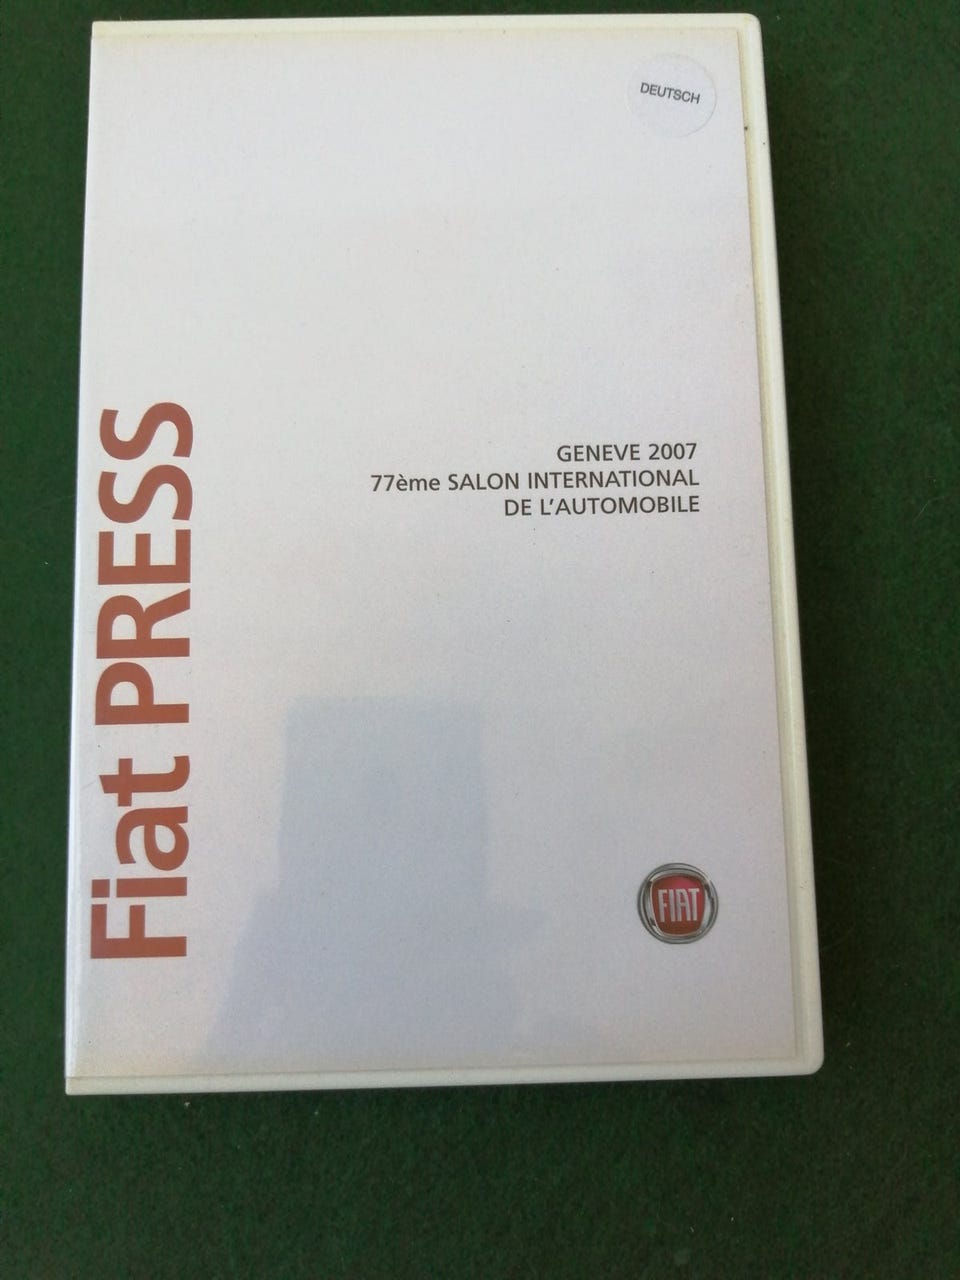 DEUTSCH
GENEVE 2007
77ème SALON INTERNATIONAL
DE L'AUTOMOBILE
Fiat PRESS
FIAT